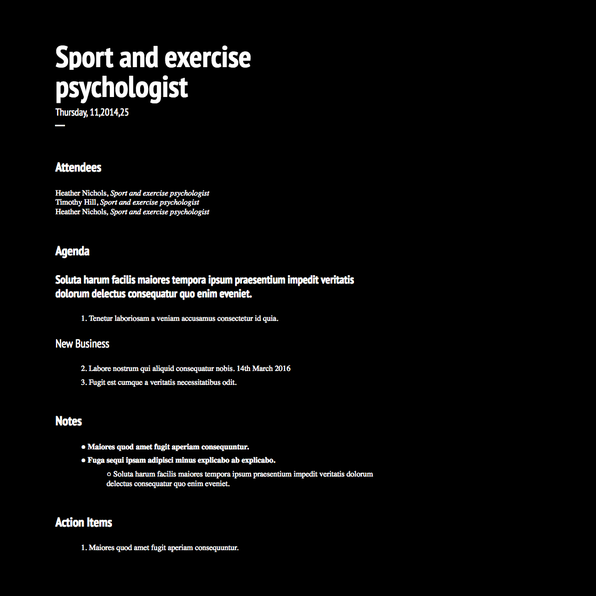 Sport and exercise
psychologist
Thursday, 11,2014,25
Attendees
Heather Nichols, Sport and exercise psychologist
Timothy Hill, Sport and exercise psychologist
Heather Nichols, Sport and exercise psychologist
Agenda
Soluta harum facilis maiores tempora ipsum praesentium impedit veritatis
dolorum delectus consequatur quo enim eveniet.
1. Tenetur laboriosam a veniam accusamus consectetur id quia.
New Business
2. Labore nostrum qui aliquid consequatur nobis. 14th March 2016
3. Fugit est cumque a veritatis necessitatibus odit.
Notes
● Maiores quod amet fugit aperiam consequuntur.
● Fuga sequi ipsam adipisci minus explicabo ab explicabo.
○ Soluta harum facilis maiores tempora ipsum praesentium impedit veritatis dolorum
delectus consequatur quo enim eveniet.
Action Items
1. Maiores quod amet fugit aperiam consequuntur.